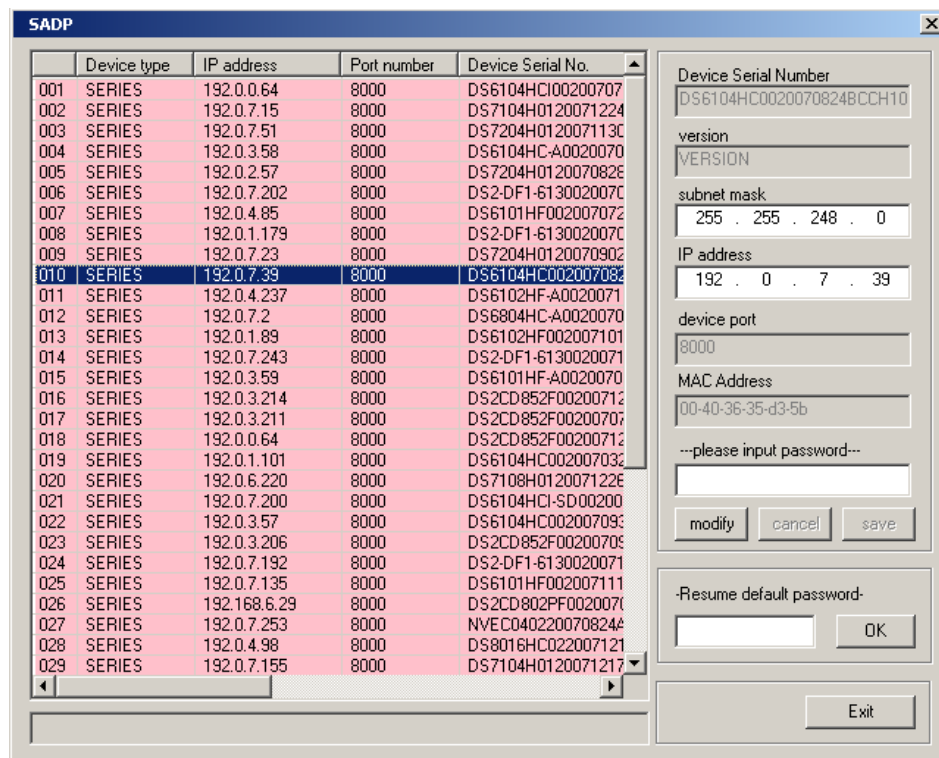 SADP
Device type IP address Port number Device Serial No.
001 SERIES 192.0.0.64 8000 DS6104HCI00200707
002 SERIES 192.0.7.15 8000 DS7104H0120071224
003 SERIES 192.0.7.51 8000 DS7204H012007113
004 SERIES 192.0.3.58 8000 DS6104HC-A0020070
005 SERIES 192.0.2.57 8000 DS7204H012007082
006 SERIES 192.0.7.202 8000 DS2-DF1-613002007
007 SERIES 192.0.4.85 8000 DS6101HF002007072
008 SERIES 192.0.1.179 8000 DS2-DF1-613002007
009 SERIES 192.0.7.23 8000 DS7204H0120070902
010 SERIES 192.0.7.39 8000 DS6104HC002007082
011 SERIES 192.0.4.237 8000 DS6102HF-A0020071
012 SERIES 192.0.7.2 8000 DS6804HC-A0020070
013 SERIES 192.0.1.89 8000 DS6102HF002007101
014 SERIES 192.0.7.243 8000 DS2-DF1-6130020071
015 SERIES 192.0.3.59 8000 DS6101HF-A0020070
016 SERIES 192.0.3.214 8000 DS2CD852F00200712
017 SERIES 192.0.3.211 8000 DS2CD852F00200707
018 SERIES 192.0.0.64 8000 DS2CD852F00200712
019 SERIES 192.0.1.101 8000 DS6104HC002007032
020 SERIES 192.0.6.220 8000 DS7108H012007122
021 SERIES 192.0.7.200 8000 DS6104HCI-SD00200
022 SERIES 192.0.3.57 8000 DS6104HC002007093
023 SERIES 192.0.3.206 8000 DS2CD852F0020070
024 SERIES 192.0.7.192 8000 DS2-DF1-6130020071
025 SERIES 192.0.7.135 8000 DS6101HF002007111
026 SERIES 192.168.6.29 8000 DS2CD802PF002007
027 SERIES 192.0.7.253 8000 NVEC040220070824
028 SERIES 192.0.4.98 8000 DS8016HC022007121
029 SERIES 192.0.7.155 8000 DS7104H0120071217
Device Serial Number
DS6104HC0020070824BCCH10
version
VERSION
subnet mask
255 . 255 . 248 . 0
IP address
192 . 0 . 7 . 39
device port
8000
MAC Address
00-40-36-35-d3-5b
---please input password---
modify cancel save
-Resume default password-
OK
Exit